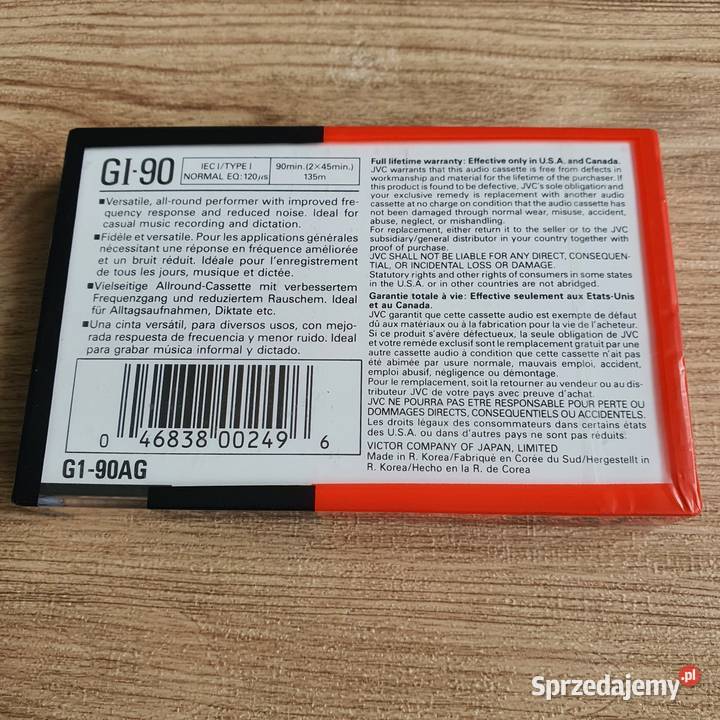 GI-90
IEC I/TYPE I
NORMAL EQ: 120μs
90min.(2×45min.)
135m
■Versatile, all-round performer with improved fre-
quency response and reduced noise. Ideal for
casual music recording and dictation.
■Fidèle et versatile. Pour les applications générales
nécessitant une réponse en fréquence améliorée
et un bruit réduit. Idéale pour l'enregistrement
de tous les jours, musique et dictée.
■Vielseitige Allround-Cassette mit verbessertem
Frequenzgang und reduziertem Rauschem. Ideal
für Alltagsaufnahmen, Diktate etc.
■Una cinta versátil, para diversos usos, con mejo-
rada respuesta de frecuencia y menor ruido. Ideal
para grabar música informal y dictado.
0 46838 00249 6
G1-90AG
Full lifetime warranty: Effective only in U.S.A. and Canada.
JVC warrants that this audio cassette is free from defects in
workmanship and material for the lifetime of the purchaser. If
this product is found to be defective, JVC's sole obligation and
your exclusive remedy is replacement with another audio
cassette at no charge on condition that the audio cassette has
not been damaged through normal wear, misuse, accident,
abuse, neglect, or mishandling.
For replacement, either return it to the seller or to the JVC
subsidiary/general distributor in your country together with
proof of purchase.
JVC SHALL NOT BE LIABLE FOR ANY DIRECT, CONSEQUEN-
TIAL, OR INCIDENTAL LOSS OR DAMAGE.
Statutory rights and other rights of consumers in some states
in the U.S.A. or in other countries are not abridged.
Garantie totale à vie: Effective seulement aux Etats-Unis
et au Canada.
JVC garantit que cette cassette audio est exempte de défaut
dû aux matériaux ou à la fabrication pour la vie de l'acheteur.
Si ce produit s'avère défectueux, la seule obligation de JVC
et votre remède exclusif sont le remplacement gratuit par une
autre cassette audio à condition que cette cassette n'ait pas
été abimée par usure normale, mauvais emploi, accident,
emploi abusif, négligence ou démontage.
Pour le remplacement, soit la retourner au vendeur ou au dis-
tributeur JVC de votre pays avec preuve d'achat.
JVC NE POURRA PAS ETRE RESPONSABLE POUR PERTE OU
DOMMAGES DIRECTS, CONSEQUENTIELS OU ACCIDENTELS.
Les droits légaux des consommateurs dans certains états
des U.S.A. ou dans d'autres pays ne sont pas réduits.
VICTOR COMPANY OF JAPAN, LIMITED
Made in R. Korea/Fabriqué en Corée du Sud/Hergestellt in
R. Korea/Hecho en la R. de Corea
Sprzedajemy.pl